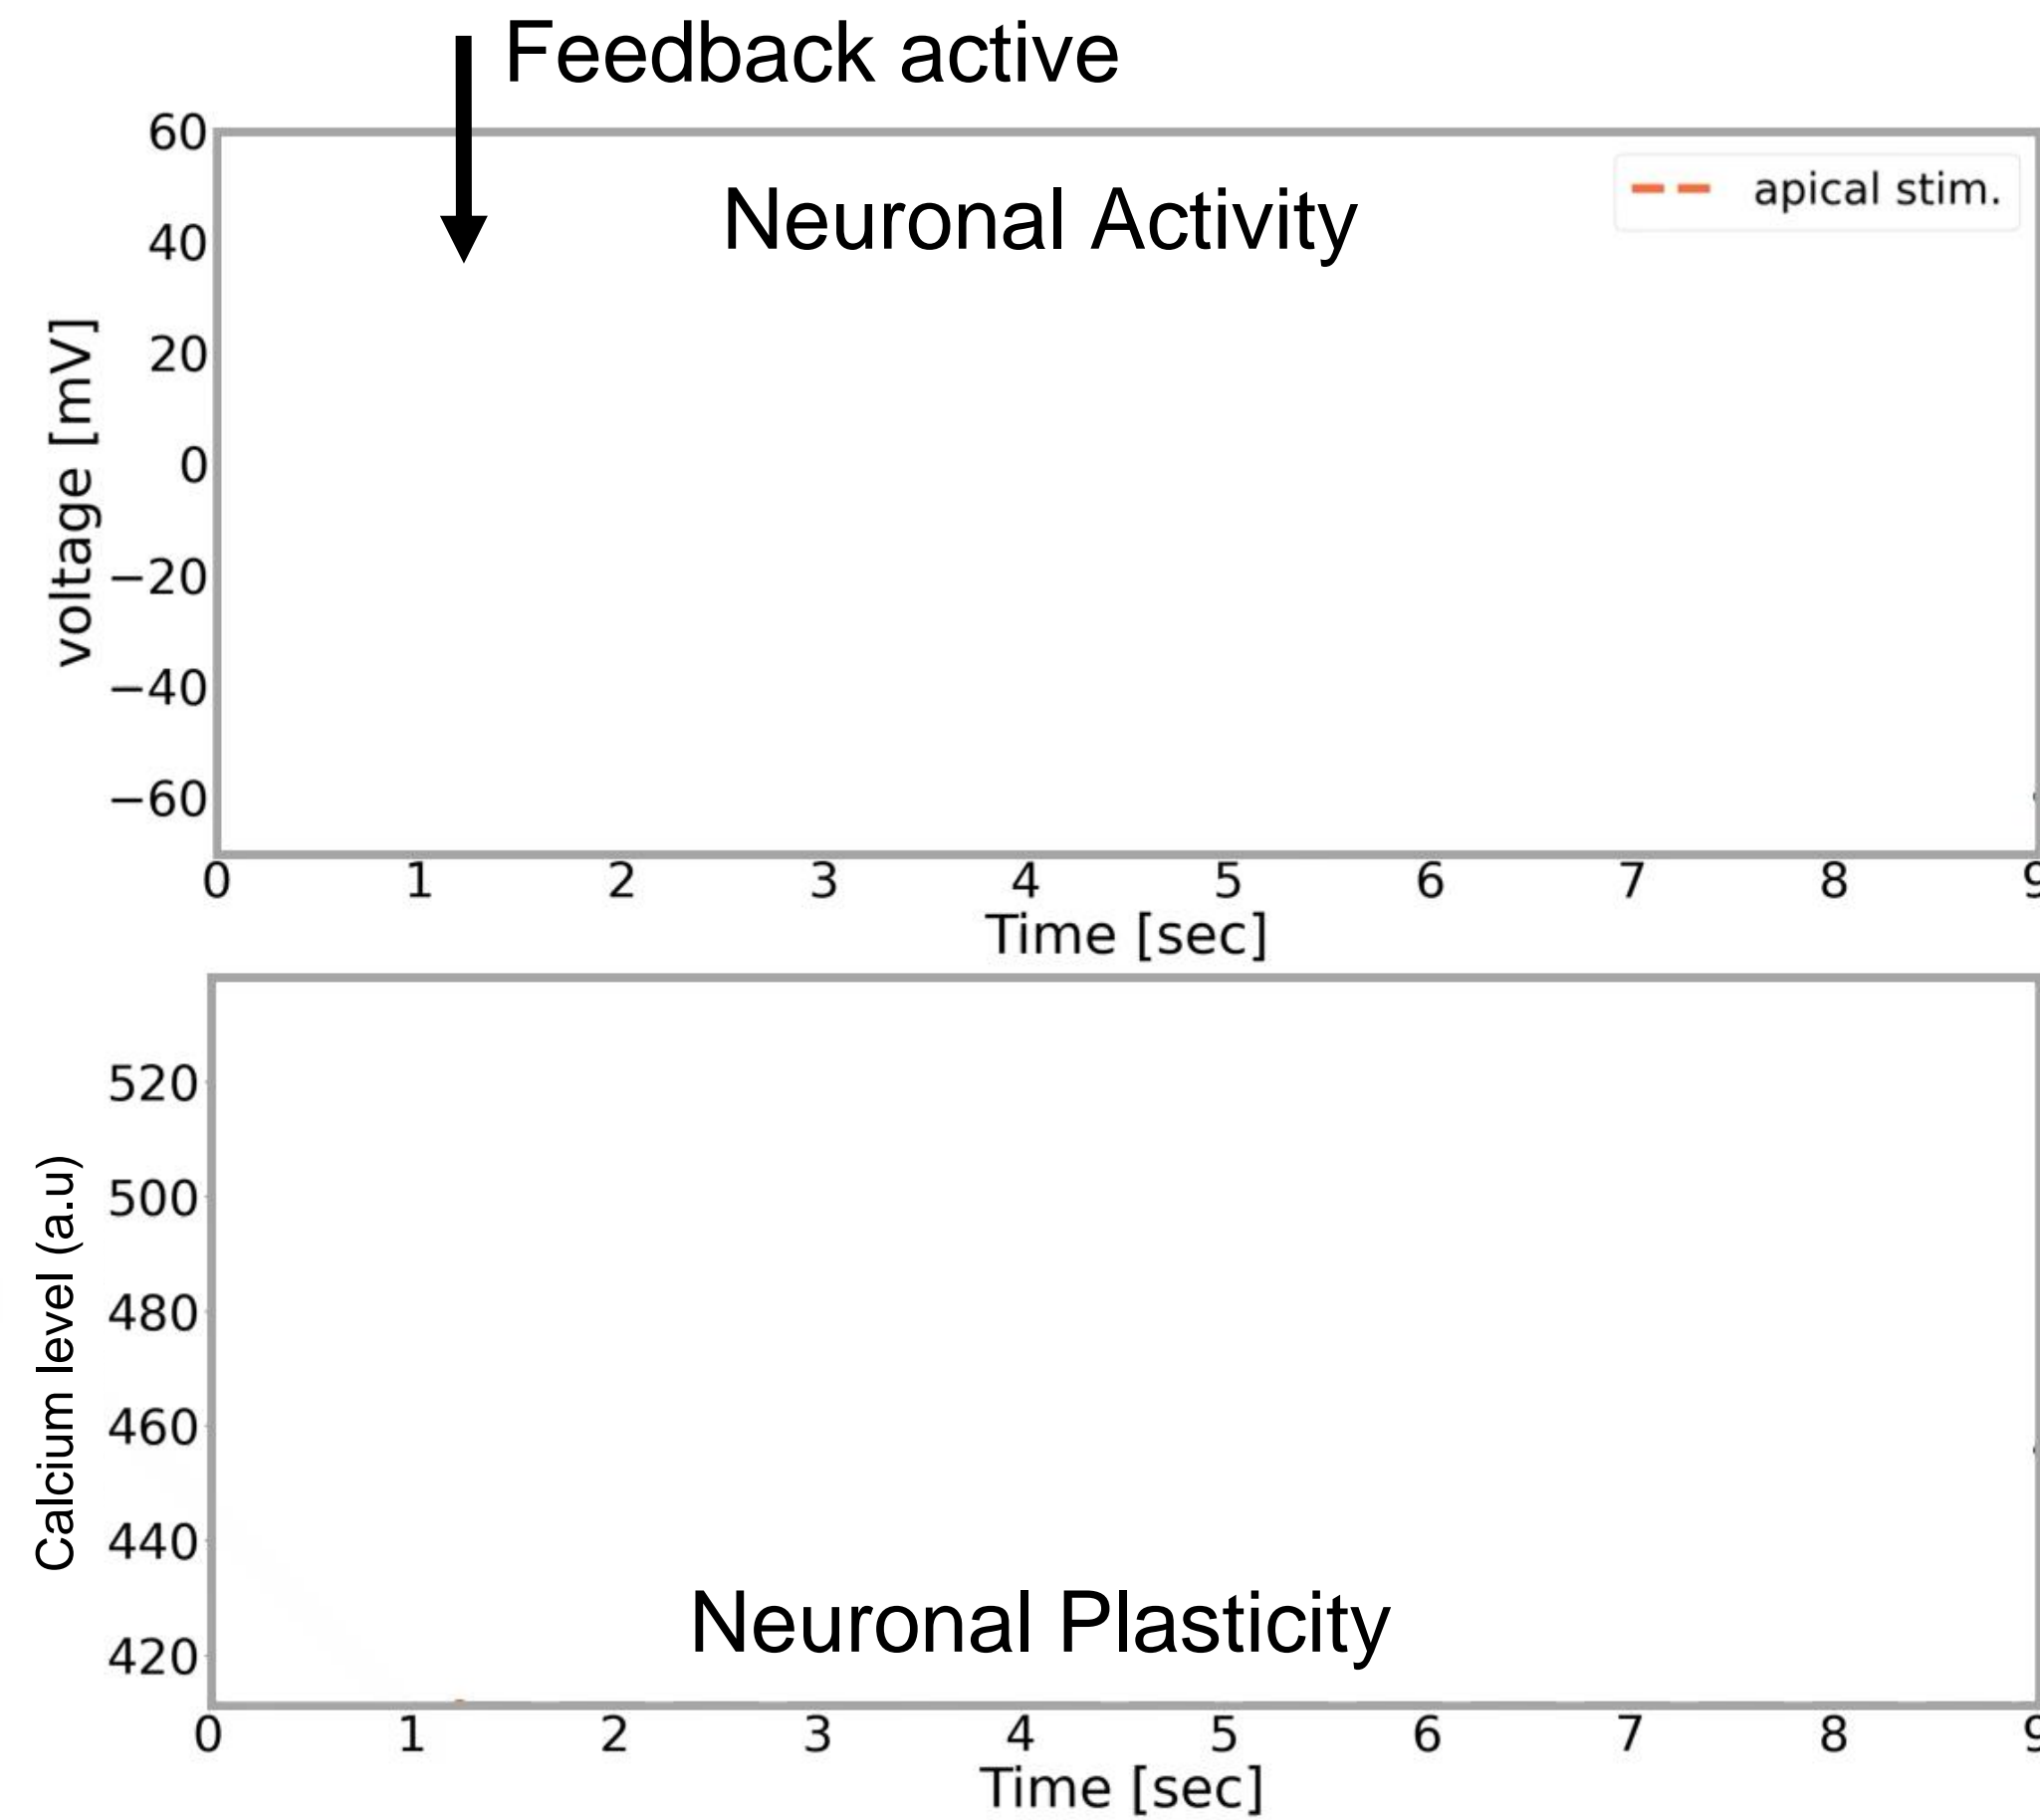 Feedback active
60
Neuronal Activity
apical stim.
40
20
0
−20
−40
−60
voltage [mV]
0 1 2 3 4 5 6 7 8 9
Time [sec]
520
500
480
460
440
420
Calcium level (a.u)
Neuronal Plasticity
0 1 2 3 4 5 6 7 8 9
Time [sec]